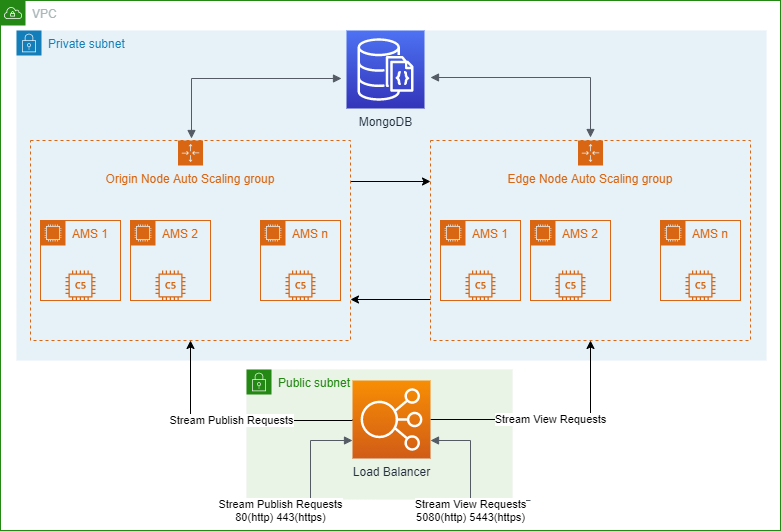 VPC
Private subnet
MongoDB
Origin Node Auto Scaling group
Edge Node Auto Scaling group
AMS 1
AMS 2
AMS n
AMS 1
AMS 2
AMS n
C5
C5
C5
C5
C5
C5
Public subnet
Stream Publish Requests
Stream View Requests
Load Balancer
Stream Publish Requests
80(http) 443(https)
Stream View Requests
5080(http) 5443(https)